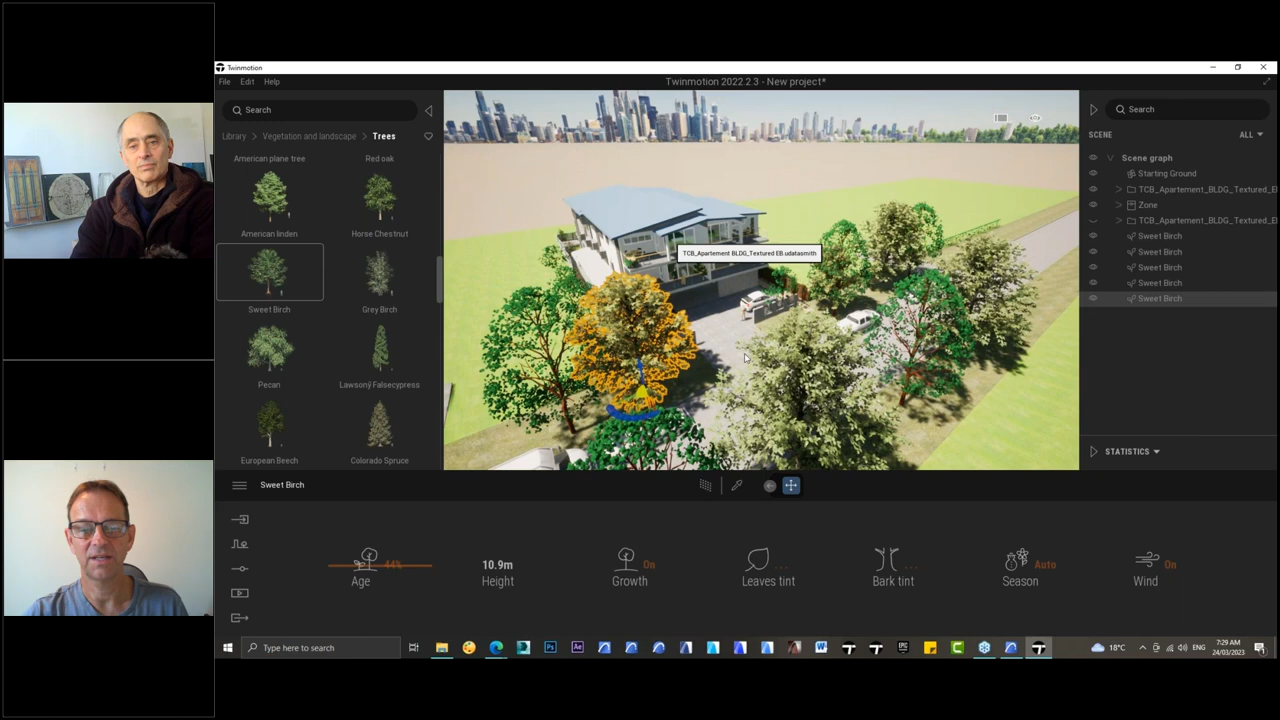 Twinmotion
File Edit Help
Twinmotion 2022.2.3 - New project*
Search
Library > Vegetation and landscape > Trees
American plane tree
Red oak
American linden
Horse Chestnut
Sweet Birch
Grey Birch
Pecan
Lawsony Falsecypress
European Beech
Colorado Spruce
TCB_Apartement BLDG_Textured EB.udatasmith
Search
SCENE
ALL
Scene graph
Starting Ground
TCB_Apartement_BLDG_Textured_E
Zone
TCB_Apartement_BLDG_Textured_E
Sweet Birch
Sweet Birch
Sweet Birch
Sweet Birch
Sweet Birch
STATISTICS
Sweet Birch
44%
Age
10.9m
Height
On
Growth
...
Leaves tint
...
Bark tint
Auto
Season
On
Wind
Type here to search
Ps
Ae
EPIC
18°C
ENG
7:29 AM
24/03/2023